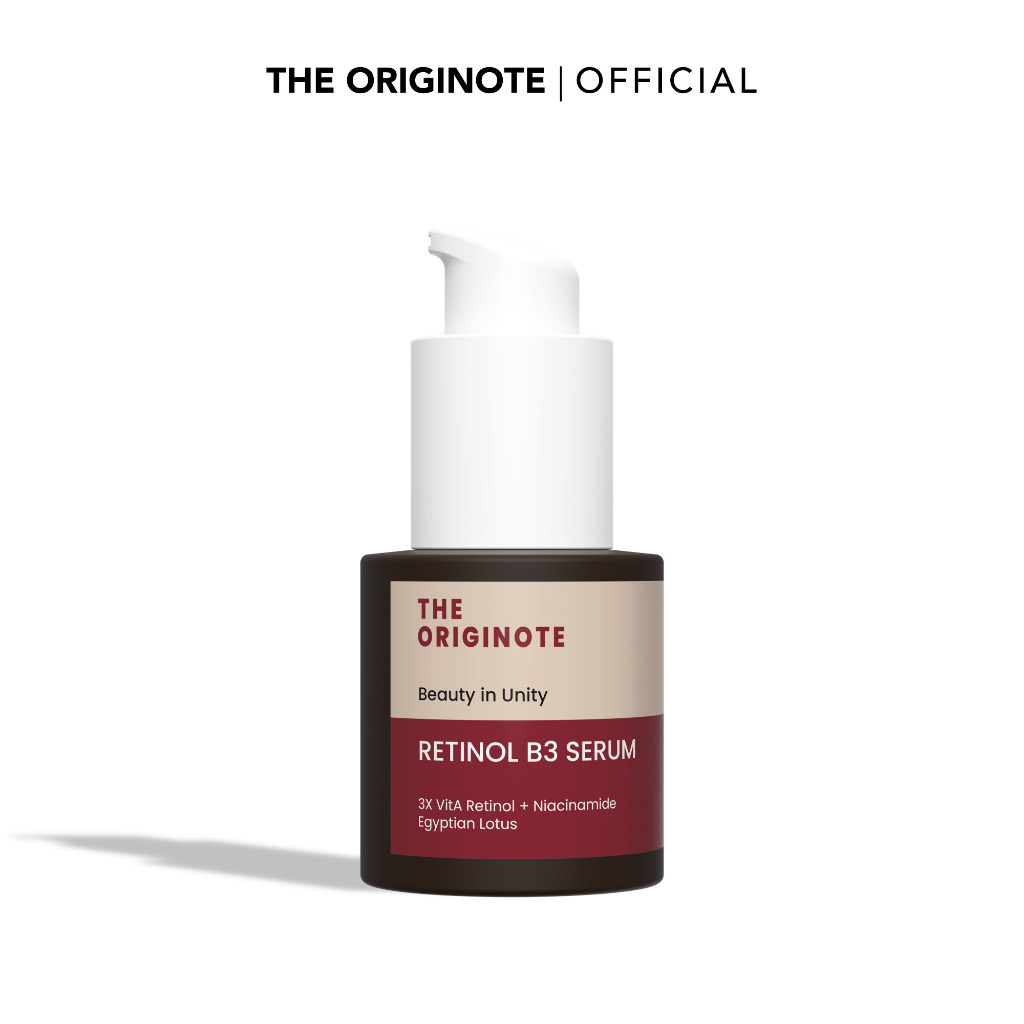 THE ORIGINOTE | OFFICIAL
THE
ORIGINOTE
Beauty in Unity
RETINOL B3 SERUM
3X VitA Retinol + Niacinamide
Egyptian Lotus